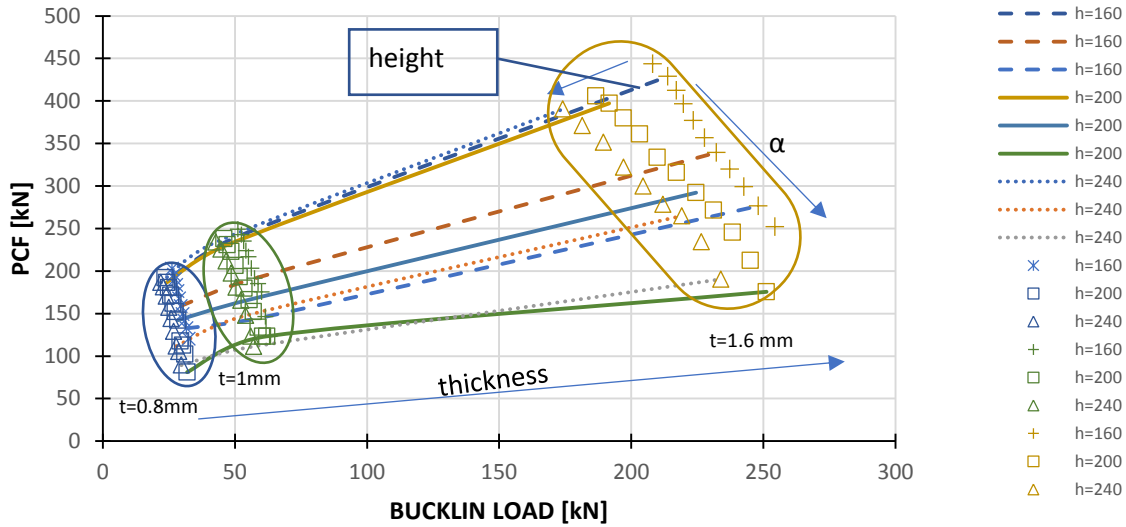 500
450
400
350
300
250
200
150
100
50
0
PCF [kN]
0 50 100 150 200 250 300
BUCKLIN LOAD [kN]
height
α
t=1.6 mm
thickness
t=1mm
t=0.8mm
h=160
h=160
h=160
h=200
h=200
h=200
h=240
h=240
h=240
h=160
h=200
h=240
h=160
h=200
h=240
h=160
h=200
h=240